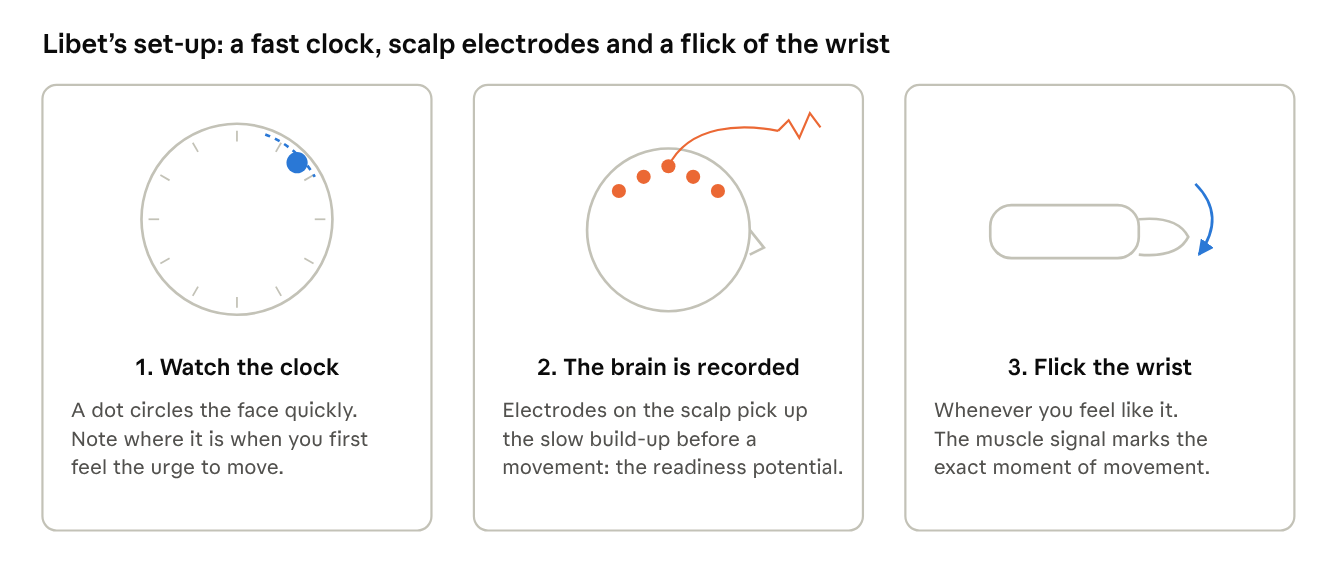 Libet’s set-up: a fast clock, scalp electrodes and a flick of the wrist
1. Watch the clock
A dot circles the face quickly.
Note where it is when you first
feel the urge to move.
2. The brain is recorded
Electrodes on the scalp pick up
the slow build-up before a
movement: the readiness potential.
3. Flick the wrist
Whenever you feel like it.
The muscle signal marks the
exact moment of movement.